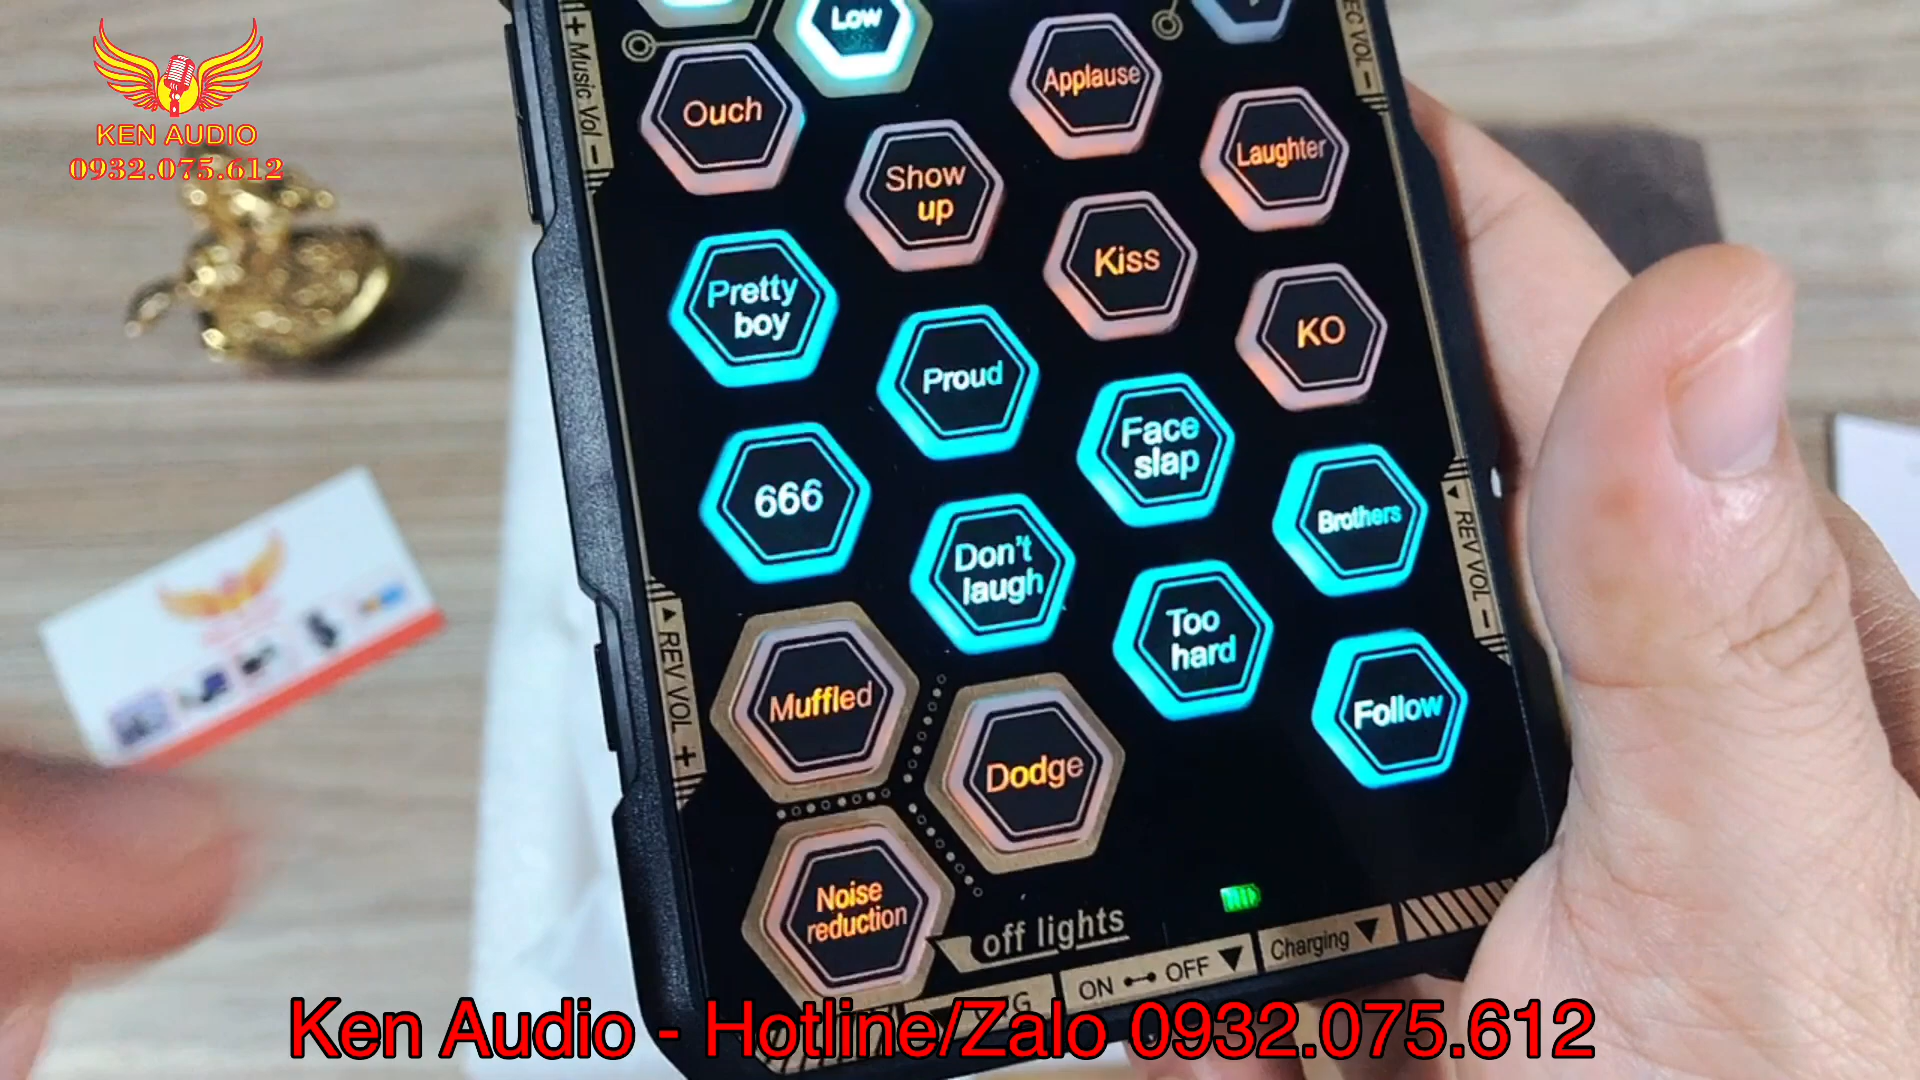 KEN AUDIO
0932.075.612
+ Music Vol -
Low
Ouch
Applause
Laughter
Show
up
Kiss
KO
Pretty
boy
Proud
Face
slap
Brothers
666
Don't
laugh
Too
hard
Follow
REV VOL -
REV VOL +
Muffled
Dodge
Noise
reduction
off lights
ON OFF
Charging
Ken Audio - Hotline/Zalo 0932.075.612